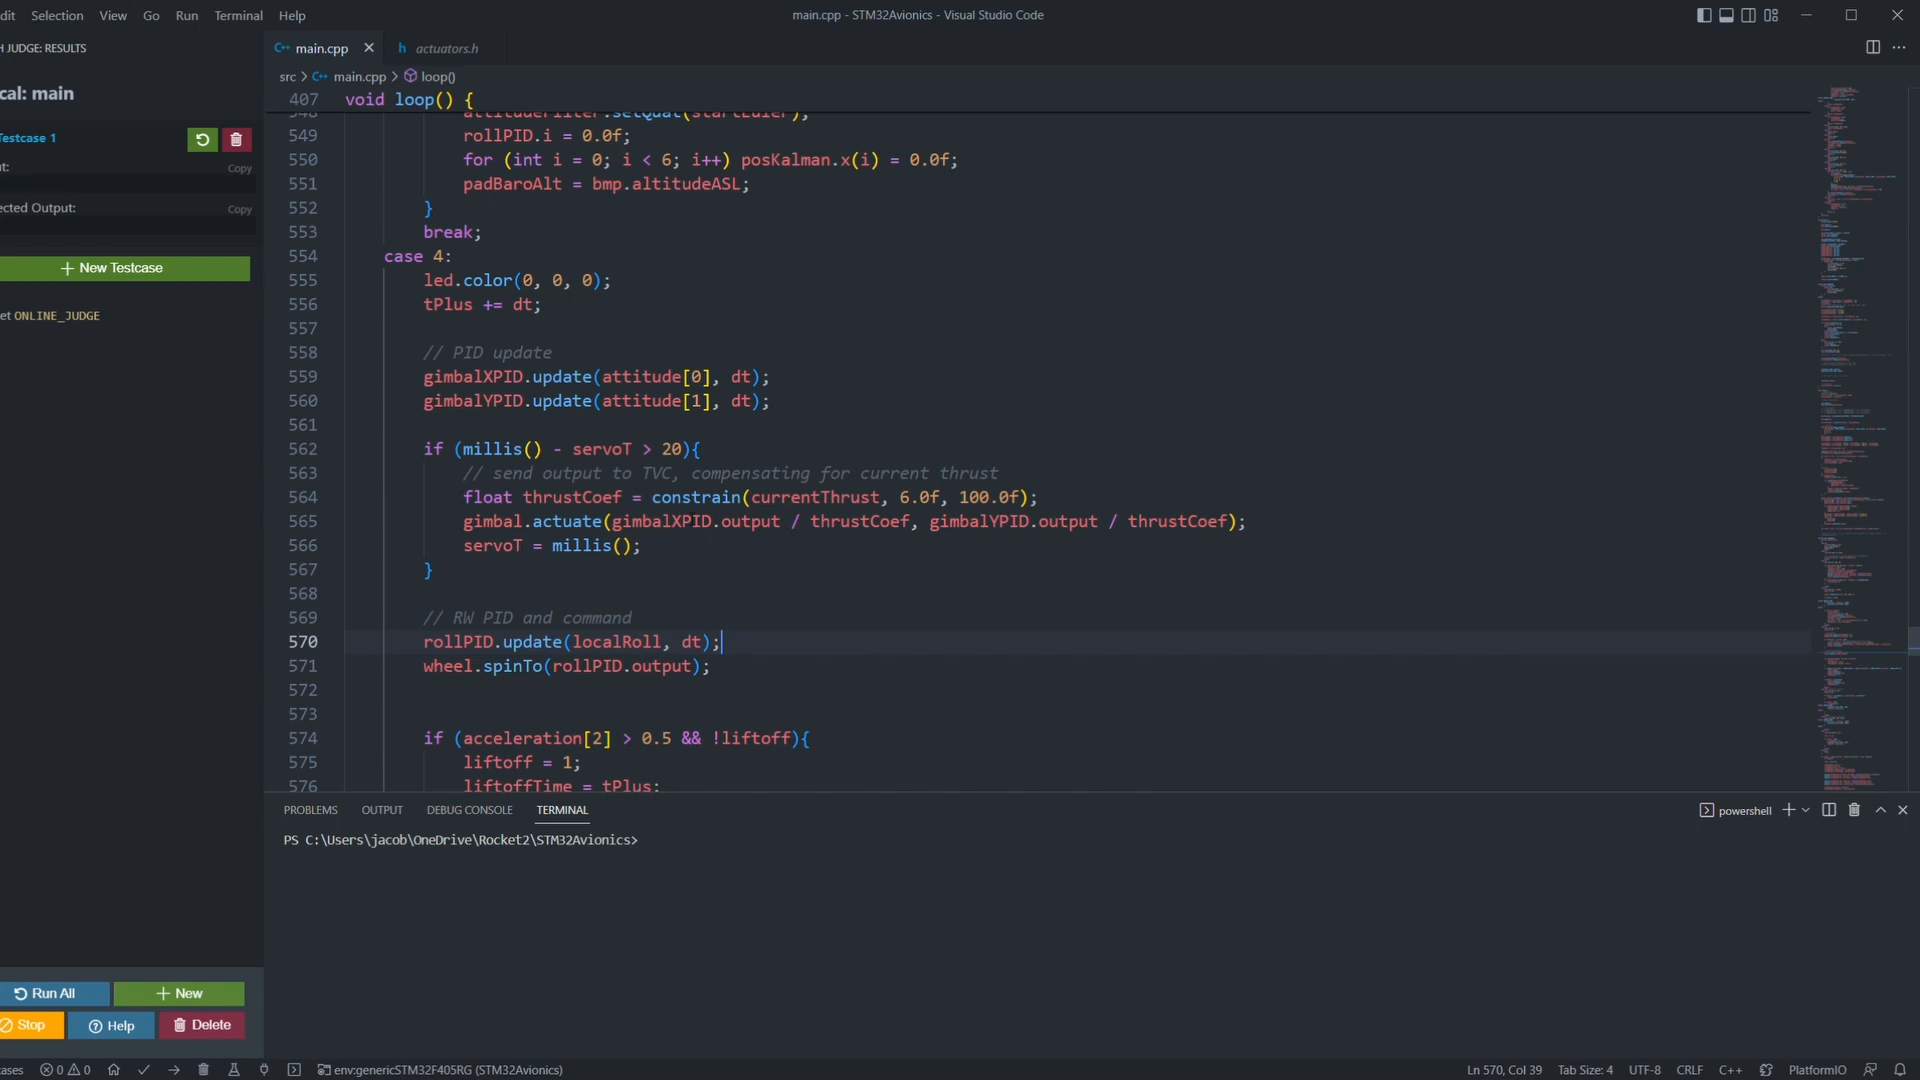 dit Selection View Go Run Terminal Help
main.cpp - STM32Avionics - Visual Studio Code
H JUDGE: RESULTS
main.cpp
actuators.h
src > main.cpp > loop()
cal: main
407 void loop() {
549 rollPID.i = 0.0f;
550 for (int i = 0; i < 6; i++) posKalman.x(i) = 0.0f;
551 padBaroAlt = bmp.altitudeASL;
552 }
553 break;
554 case 4:
555 led.color(0, 0, 0);
556 tPlus += dt;
557
558 // PID update
559 gimbalXPID.update(attitude[0], dt);
560 gimbalYPID.update(attitude[1], dt);
561
562 if (millis() - servoT > 20){
563 // send output to TVC, compensating for current thrust
564 float thrustCoef = constrain(currentThrust, 6.0f, 100.0f);
565 gimbal.actuate(gimbalXPID.output / thrustCoef, gimbalYPID.output / thrustCoef);
566 servoT = millis();
567 }
568
569 // RW PID and command
570 rollPID.update(localRoll, dt);
571 wheel.spinTo(rollPID.output);
572
573
574 if (acceleration[2] > 0.5 && !liftoff){
575 liftoff = 1;
576 liftoffTime = tPlus;
Testcase 1
t: Copy
ected Output: Copy
+ New Testcase
et ONLINE_JUDGE
PROBLEMS OUTPUT DEBUG CONSOLE TERMINAL
powershell
PS C:\Users\jacob\OneDrive\Rocket2\STM32Avionics>
Run All
+ New
Stop
Help
Delete
ases 0 0 env:genericSTM32F405RG (STM32Avionics)
Ln 570, Col 39 Tab Size: 4 UTF-8 CRLF C++ PlatformIO